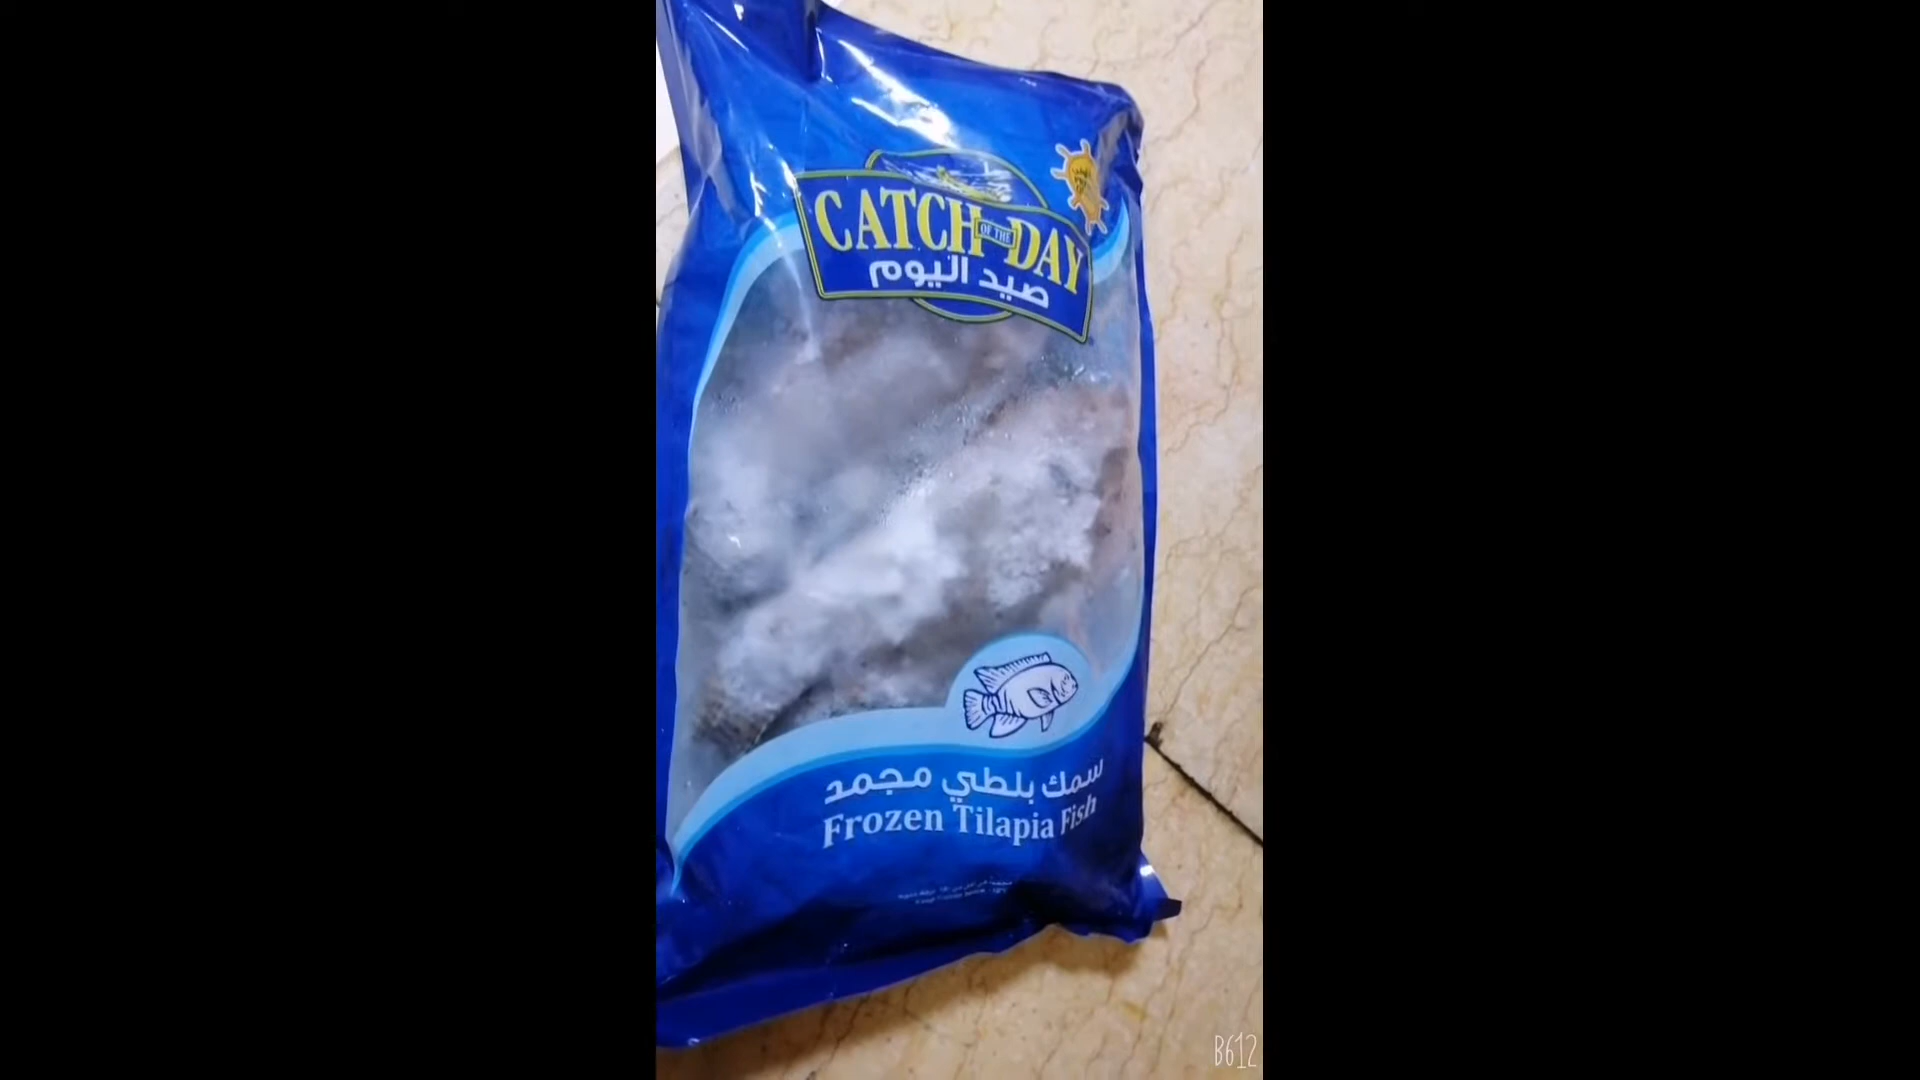 CATCH OF THE DAY
صيد اليوم
سمك بلطي مجمد
Frozen Tilapia Fish
B612